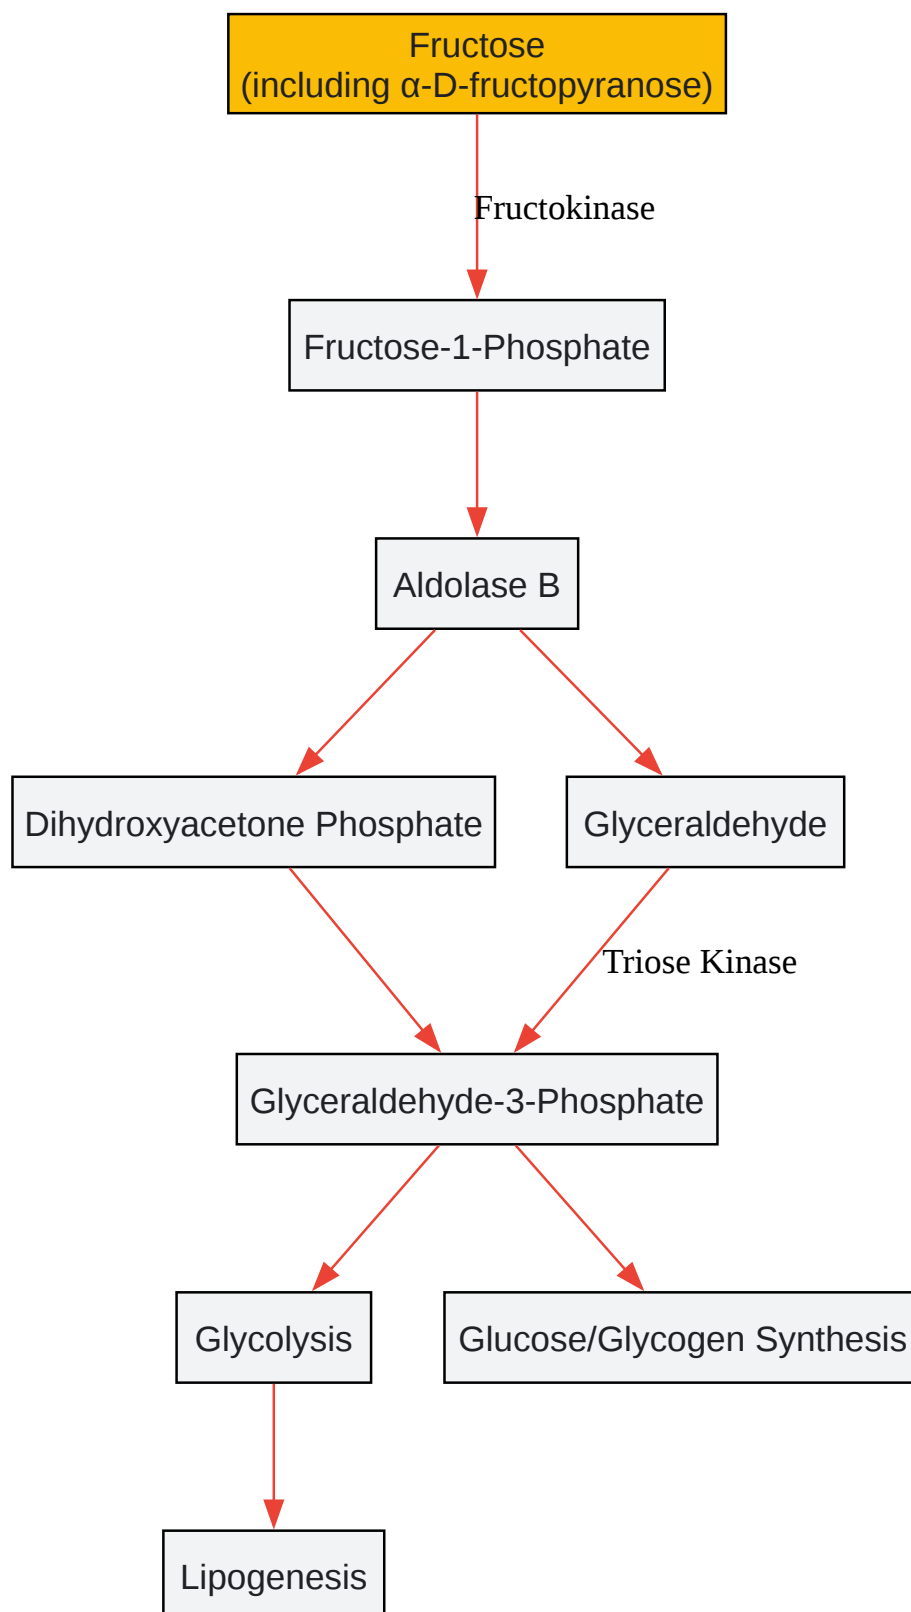 Fructose
(including α-D-fructopyranose)
Fructokinase
Fructose-1-Phosphate
Aldolase B
Dihydroxyacetone Phosphate
Glyceraldehyde
Triose Kinase
Glyceraldehyde-3-Phosphate
Glycolysis
Glucose/Glycogen Synthesis
Lipogenesis